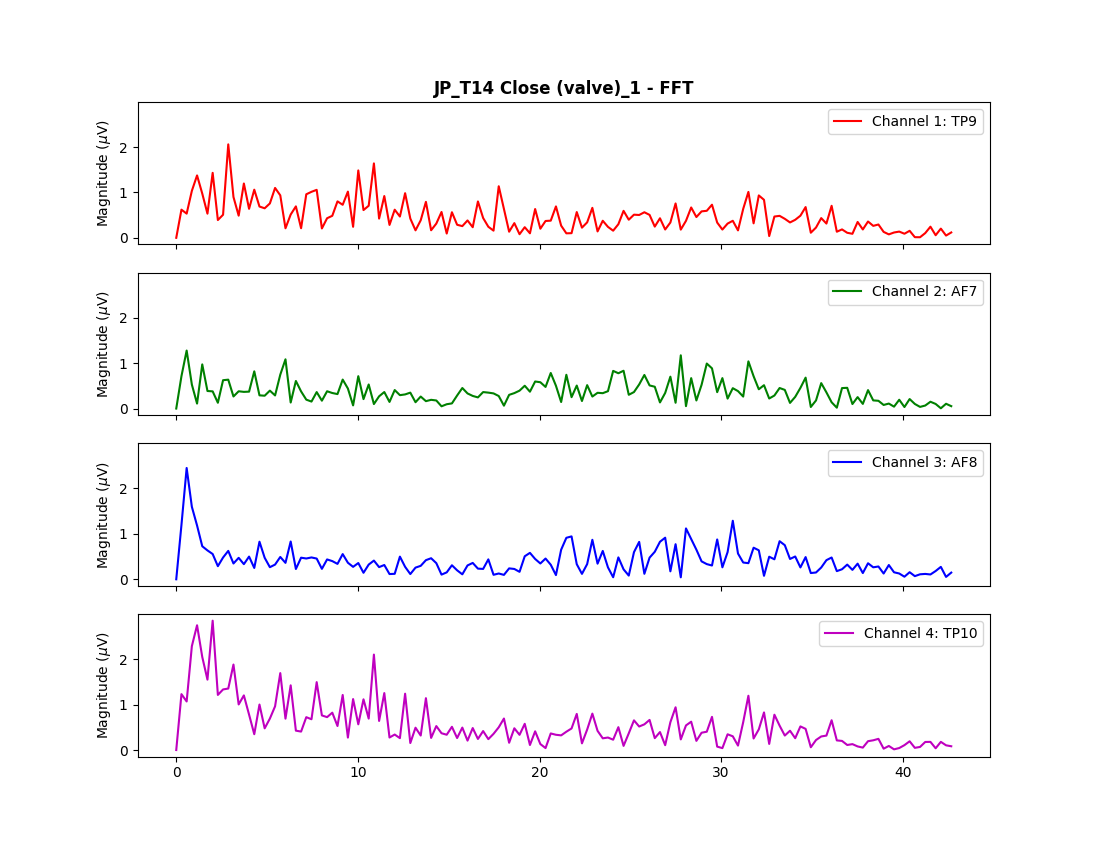 JP_T14 Close (valve)_1 - FFT
Channel 1: TP9
Magnitude (μV)
2
1
0
Channel 2: AF7
Magnitude (μV)
2
1
0
Channel 3: AF8
Magnitude (μV)
2
1
0
Channel 4: TP10
Magnitude (μV)
2
1
0
0 10 20 30 40